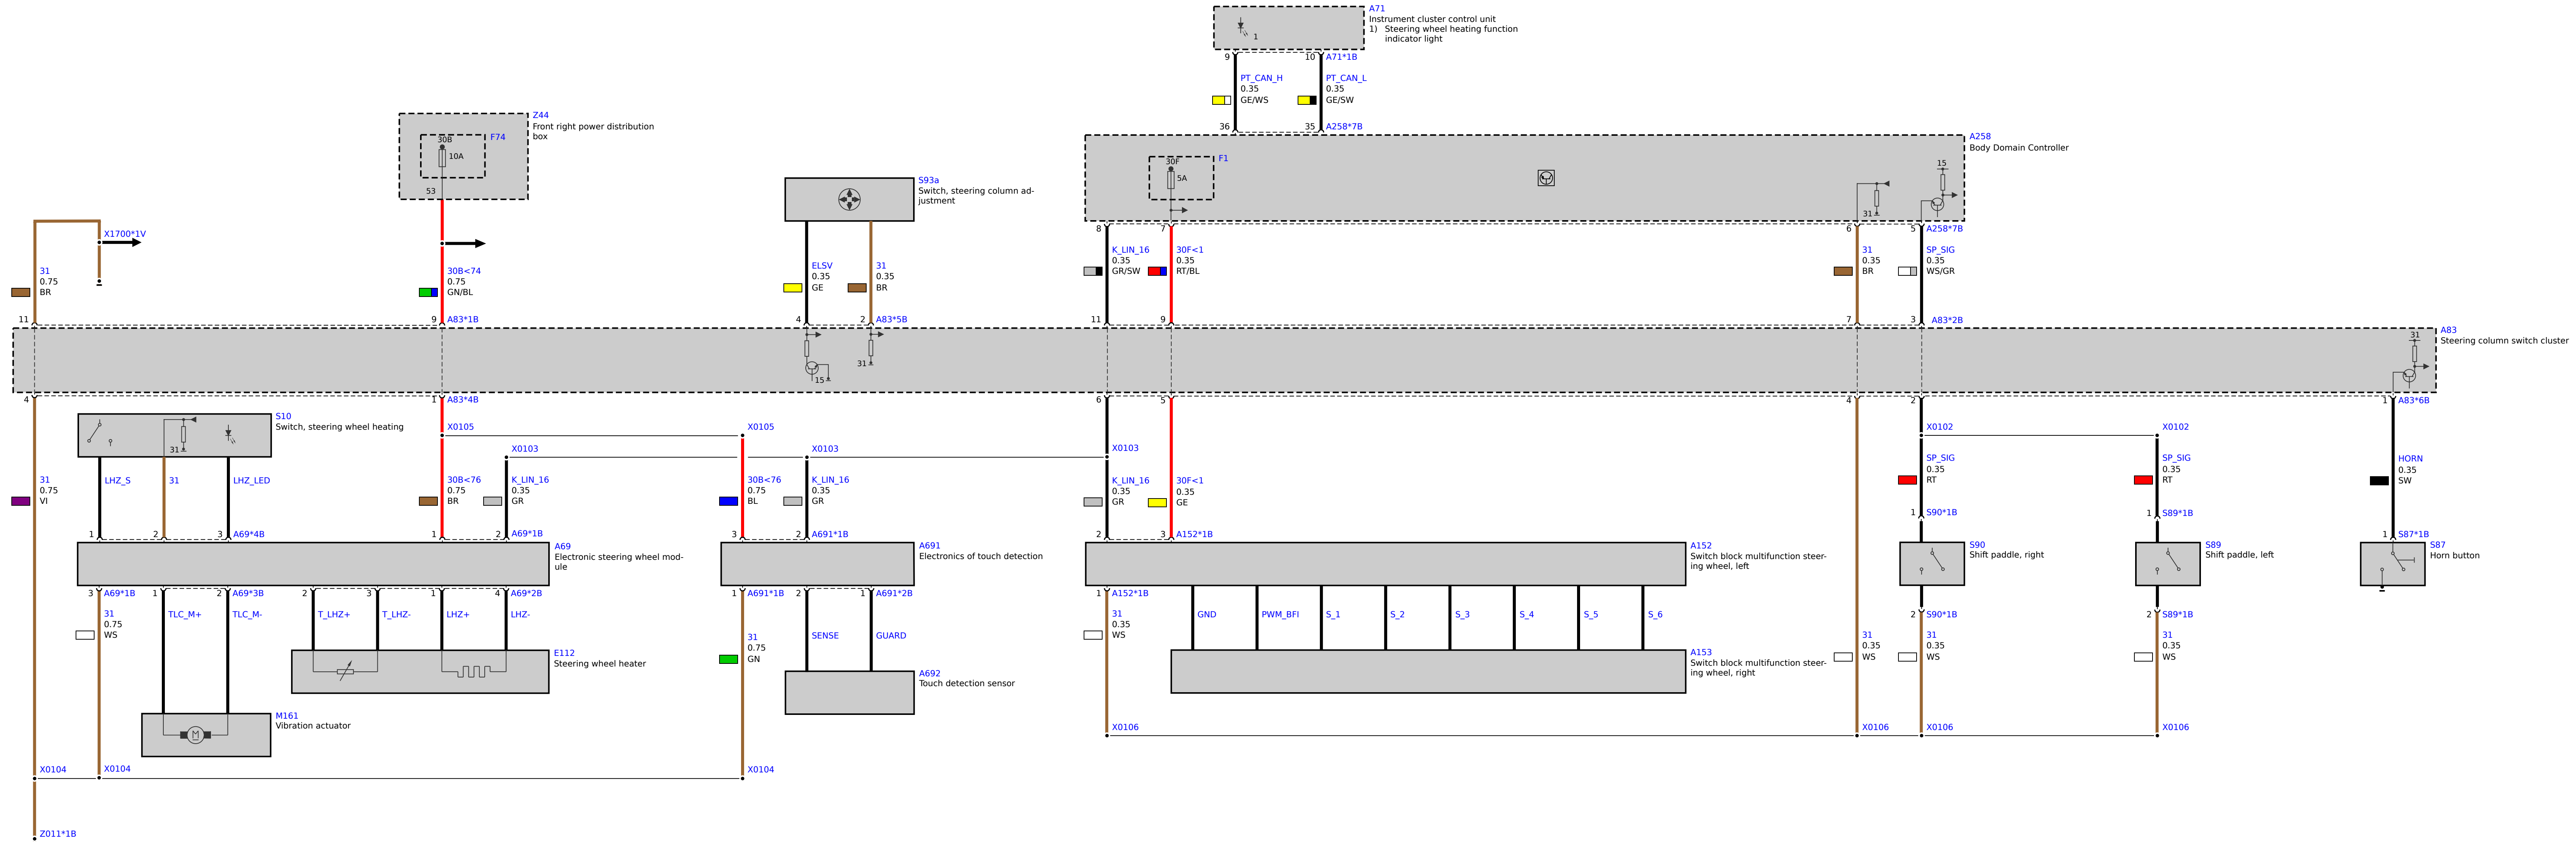 A71
Instrument cluster control unit
1) Steering wheel heating function
indicator light
1
9
10
A71*1B
PT_CAN_H
0.35
GE/WS
PT_CAN_L
0.35
GE/SW
36
35
A258*7B
Z44
Front right power distribution
box
30B
F74
10A
53
A258
Body Domain Controller
30F
F1
5A
15
31
S93a
Switch, steering column ad-
justment
X1700*1V
8
7
6
5
A258*7B
31
0.75
BR
30B<74
0.75
GN/BL
ELSV
0.35
GE
31
0.35
BR
K_LIN_16
0.35
GR/SW
30F<1
0.35
RT/BL
31
0.35
BR
SP_SIG
0.35
WS/GR
11
9
A83*1B
4
2
A83*5B
11
9
7
3
A83*2B
A83
Steering column switch cluster
31
31
15
4
1
A83*4B
6
5
4
2
1
A83*6B
S10
Switch, steering wheel heating
31
X0105
X0105
X0103
X0103
X0103
X0102
X0102
31
0.75
VI
LHZ_S
31
LHZ_LED
30B<76
0.75
BR
K_LIN_16
0.35
GR
30B<76
0.75
BL
K_LIN_16
0.35
GR
K_LIN_16
0.35
GR
30F<1
0.35
GE
SP_SIG
0.35
RT
SP_SIG
0.35
RT
HORN
0.35
SW
1
S90*1B
1
S89*1B
1
2
3
A69*4B
1
2
A69*1B
3
2
A691*1B
2
3
A152*1B
1
S87*1B
A69
Electronic steering wheel mod-
ule
A691
Electronics of touch detection
A152
Switch block multifunction steer-
ing wheel, left
S90
Shift paddle, right
S89
Shift paddle, left
S87
Horn button
3
A69*1B
1
2
A69*3B
2
3
1
4
A69*2B
1
A691*1B
2
1
A691*2B
1
A152*1B
2
S90*1B
2
S89*1B
31
0.75
WS
TLC_M+
TLC_M-
T_LHZ+
T_LHZ-
LHZ+
LHZ-
31
0.75
GN
SENSE
GUARD
31
0.35
WS
GND
PWM_BFI
S_1
S_2
S_3
S_4
S_5
S_6
31
0.35
WS
31
0.35
WS
31
0.35
WS
E112
Steering wheel heater
A692
Touch detection sensor
A153
Switch block multifunction steer-
ing wheel, right
M161
Vibration actuator
M
X0106
X0106
X0106
X0106
X0104
X0104
X0104
Z011*1B